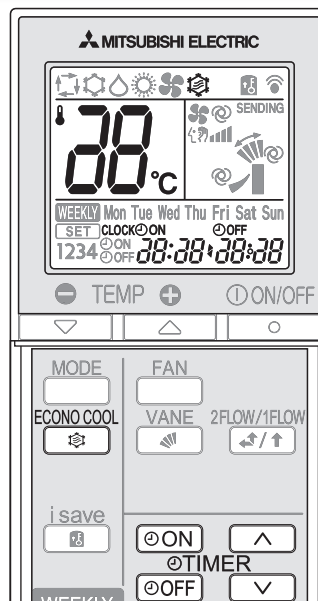 MITSUBISHI ELECTRIC
SENDING
88°C
WEEKLY Mon Tue Wed Thu Fri Sat Sun
SET CLOCK ON OFF
1234 ON OFF 88:88 88:88
TEMP ON/OFF
MODE FAN
ECONO COOL VANE 2FLOW/1FLOW
i save
ON
TIMER
OFF
WEEKLY